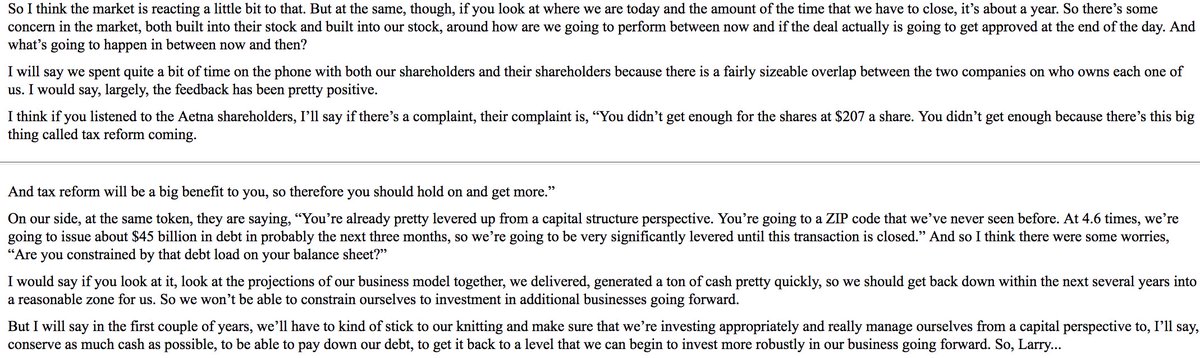 So I think the market is reacting a little bit to that. But at the same, though, if you look at where we are today and the amount of the time that we have to close, it’s about a year. So there’s some
concern in the market, both built into their stock and built into our stock, around how are we going to perform between now and if the deal actually is going to get approved at the end of the day. And
what’s going to happen in between now and then?
I will say we spent quite a bit of time on the phone with both our shareholders and their shareholders because there is a fairly sizeable overlap between the two companies on who owns each one of
us. I would say, largely, the feedback has been pretty positive.
I think if you listened to the Aetna shareholders, I’ll say if there’s a complaint, their complaint is, “You didn’t get enough for the shares at $207 a share. You didn’t get enough because there’s this big
thing called tax reform coming.
And tax reform will be a big benefit to you, so therefore you should hold on and get more.”
On our side, at the same token, they are saying, “You’re already pretty levered up from a capital structure perspective. You’re going to a ZIP code that we’ve never seen before. At 4.6 times, we’re
going to issue about $45 billion in debt in probably the next three months, so we’re going to be very significantly levered until this transaction is closed.” And so I think there were some worries,
“Are you constrained by that debt load on your balance sheet?”
I would say if you look at it, look at the projections of our business model together, we delivered, generated a ton of cash pretty quickly, so we should get back down within the next several years into
a reasonable zone for us. So we won’t be able to constrain ourselves to investment in additional businesses going forward.
But I will say in the first couple of years, we’ll have to kind of stick to our knitting and make sure that we’re investing appropriately and really manage ourselves from a capital perspective to, I’ll say,
conserve as much cash as possible, to be able to pay down our debt, to get it back to a level that we can begin to invest more robustly in our business going forward. So, Larry...